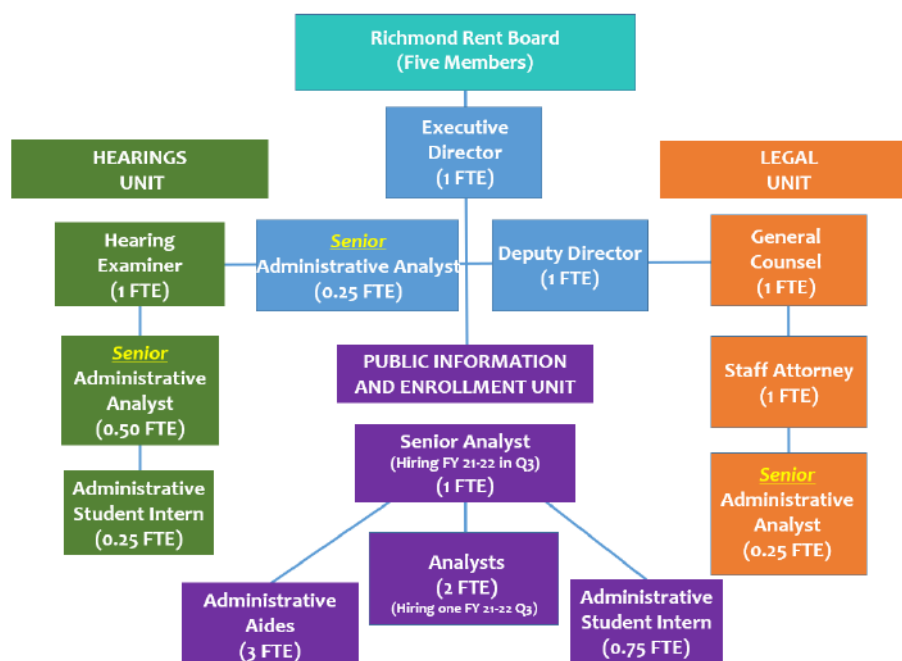 Richmond Rent Board
(Five Members)
Executive
Director
(1 FTE)
HEARINGS
UNIT
LEGAL
UNIT
Hearing
Examiner
(1 FTE)
Senior
Administrative Analyst
(0.25 FTE)
Deputy Director
(1 FTE)
General
Counsel
(1 FTE)
Senior
Administrative
Analyst
(0.50 FTE)
PUBLIC INFORMATION
AND ENROLLMENT UNIT
Staff Attorney
(1 FTE)
Administrative
Student Intern
(0.25 FTE)
Senior Analyst
(Hiring FY 21-22 in Q3)
(1 FTE)
Senior
Administrative
Analyst
(0.25 FTE)
Administrative
Aides
(3 FTE)
Analysts
(2 FTE)
(Hiring one FY 21-22 Q3)
Administrative
Student Intern
(0.75 FTE)